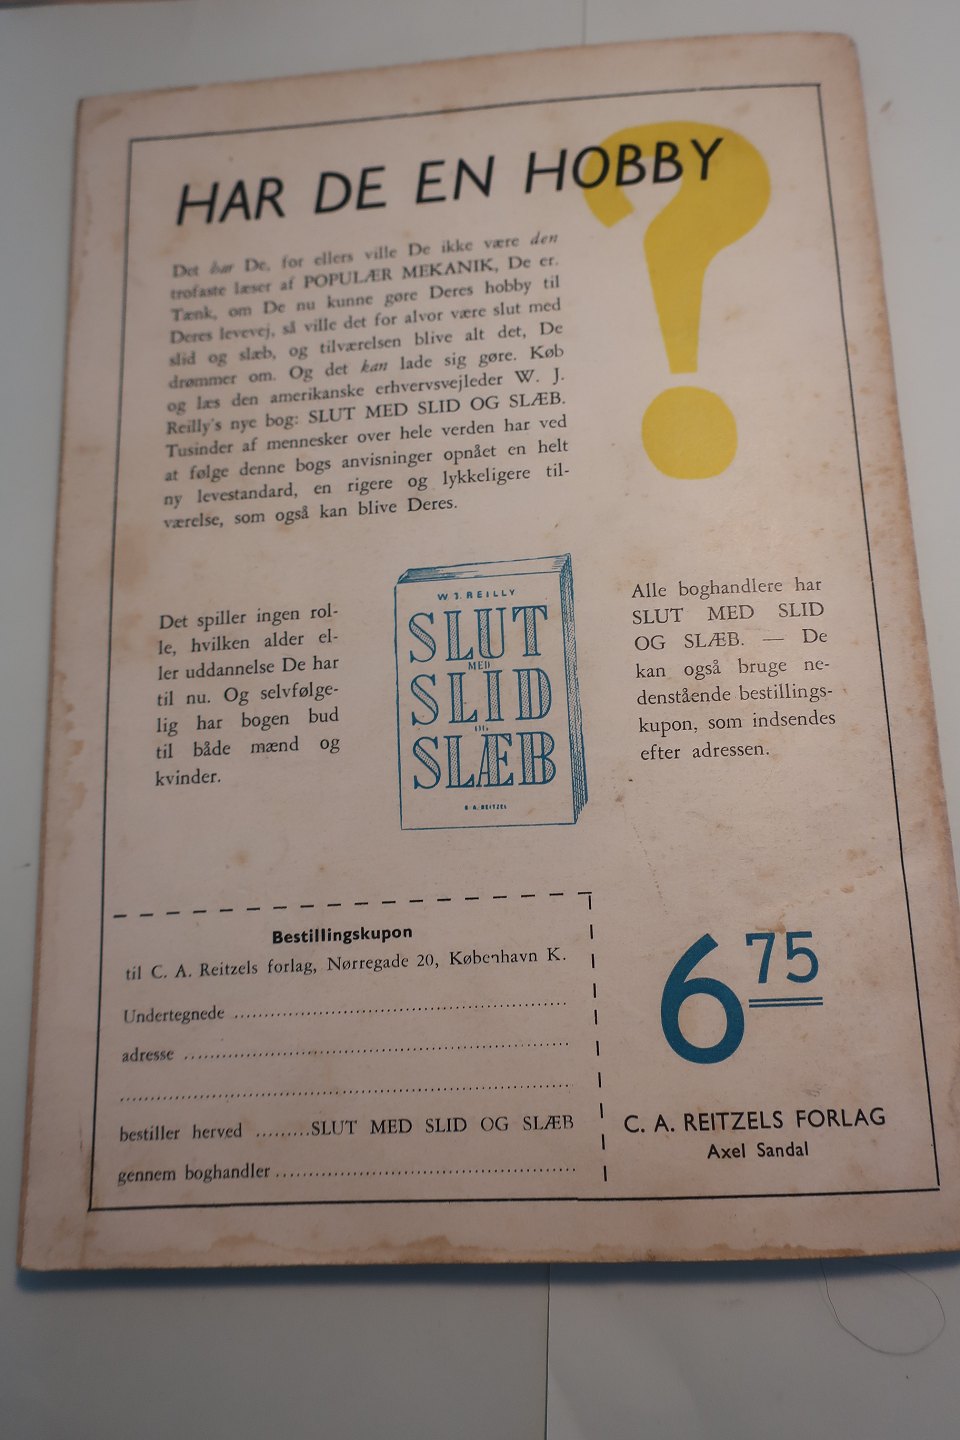 HAR DE EN HOBBY ?
Det har De, for ellers ville De ikke være den
trofaste læser af POPULÆR MEKANIK, De er.
Tænk, om De nu kunne gøre Deres hobby til
Deres levevej, så ville det for alvor være slut med
slid og slæb, og tilværelsen blive alt det, De
drømmer om. Og det kan lade sig gøre. Køb
og læs den amerikanske erhvervsvejleder W. J.
Reilly's nye bog: SLUT MED SLID OG SLÆB.
Tusinder af mennesker over hele verden har ved
at følge denne bogs anvisninger opnået en helt
ny levestandard, en rigere og lykkeligere til-
værelse, som også kan blive Deres.
Det spiller ingen rol-
le, hvilken alder el-
ler uddannelse De har
til nu. Og selvfølge-
lig har bogen bud
til både mænd og
kvinder.
W J. REILLY
SLUT
MED
SLID
OG
SLÆB
C. A. REITZEL
Alle boghandlere har
SLUT MED SLID
OG SLÆB. — De
kan også bruge ne-
denstående bestillings-
kupon, som indsendes
efter adressen.
Bestillingskupon
til C. A. Reitzels forlag, Nørregade 20, København K.
Undertegnede ..........
adresse ..........
..........
bestiller herved .........SLUT MED SLID OG SLÆB
gennem boghandler ..........
6 75
C. A. REITZELS FORLAG
Axel Sandal